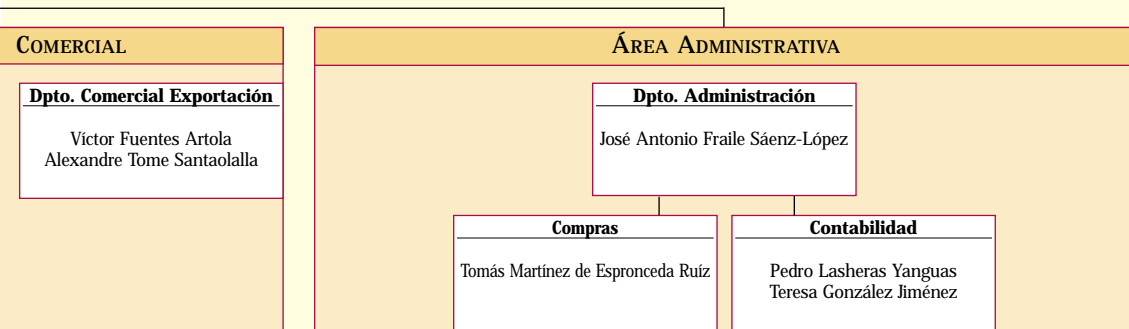 COMERCIAL
Dpto. Comercial Exportación
Víctor Fuentes Artola
Alexandre Tome Santaolalla
ÁREA ADMINISTRATIVA
Dpto. Administración
José Antonio Fraile Sáenz-López
Compras
Tomás Martínez de Espronceda Ruíz
Contabilidad
Pedro Lasheras Yanguas
Teresa González Jiménez